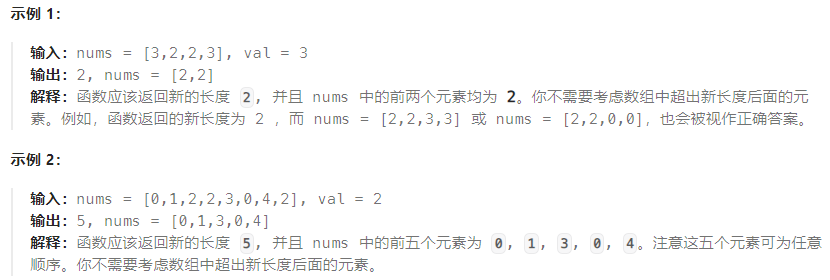 示例 1：
输入：nums = [3,2,2,3], val = 3
输出：2, nums = [2,2]
解释：函数应该返回新的长度 2, 并且 nums 中的前两个元素均为 2。你不需要考虑数组中超出新长度后面的元
素。例如，函数返回的新长度为 2 ，而 nums = [2,2,3,3] 或 nums = [2,2,0,0]，也会被视作正确答案。
示例 2：
输入：nums = [0,1,2,2,3,0,4,2], val = 2
输出：5, nums = [0,1,3,0,4]
解释：函数应该返回新的长度 5, 并且 nums 中的前五个元素为 0, 1, 3, 0, 4。注意这五个元素可为任意
顺序。你不需要考虑数组中超出新长度后面的元素。